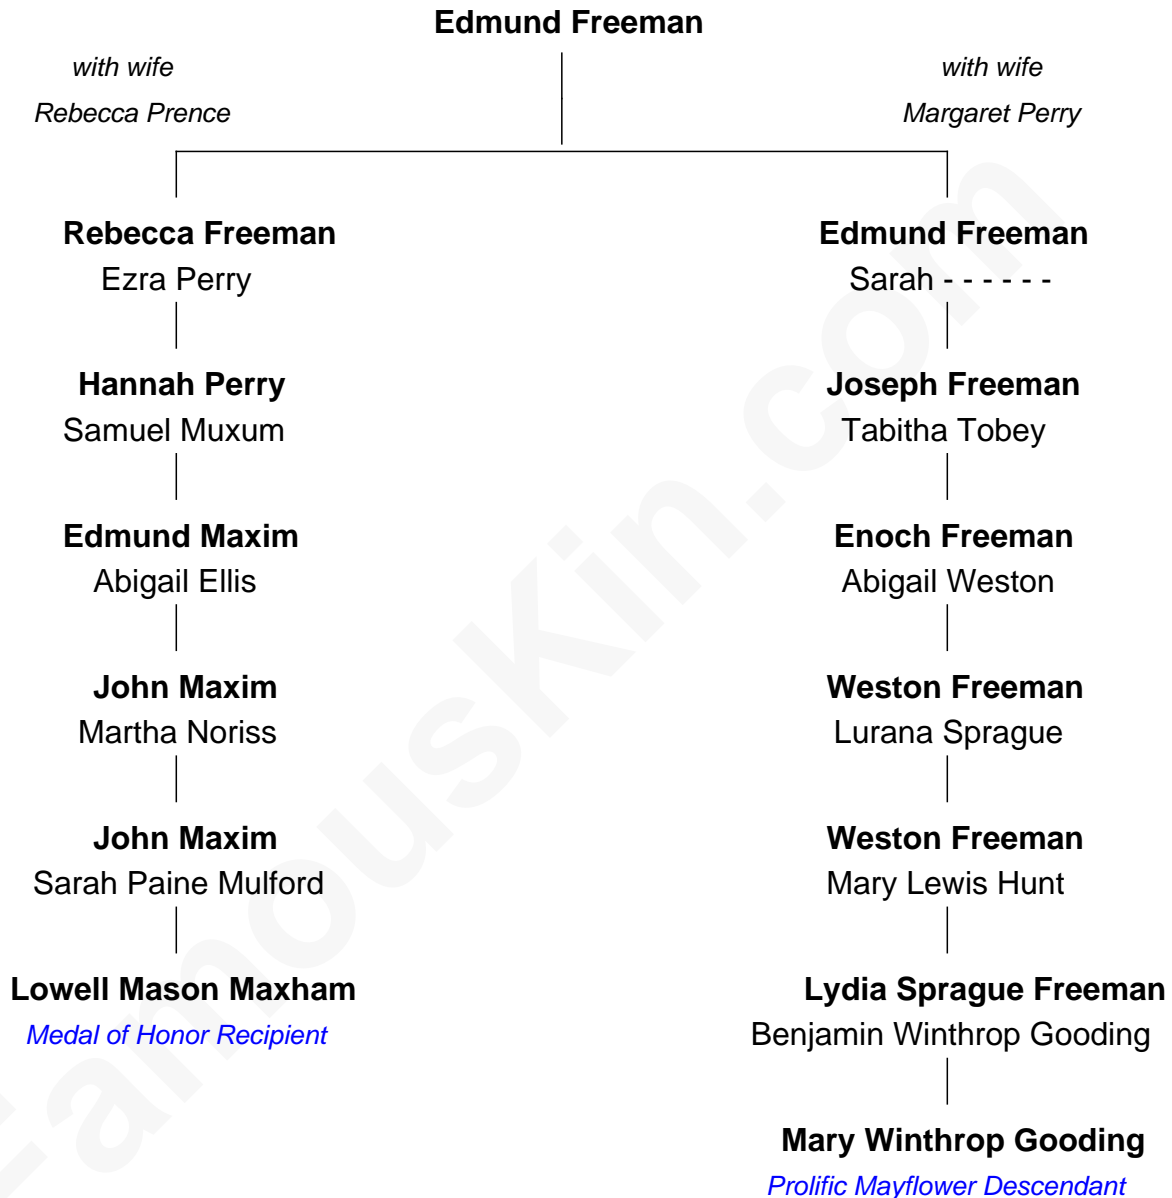 Edmund Freeman
with wife
Rebecca Prence
with wife
Margaret Perry
Rebecca Freeman
Ezra Perry
Edmund Freeman
Sarah - - - - - -
Hannah Perry
Samuel Muxum
Joseph Freeman
Tabitha Tobey
Edmund Maxim
Abigail Ellis
Enoch Freeman
Abigail Weston
John Maxim
Martha Noriss
Weston Freeman
Lurana Sprague
John Maxim
Sarah Paine Mulford
Weston Freeman
Mary Lewis Hunt
Lowell Mason Maxham
Medal of Honor Recipient
Lydia Sprague Freeman
Benjamin Winthrop Gooding
Mary Winthrop Gooding
Prolific Mayflower Descendant
FamousKin.com